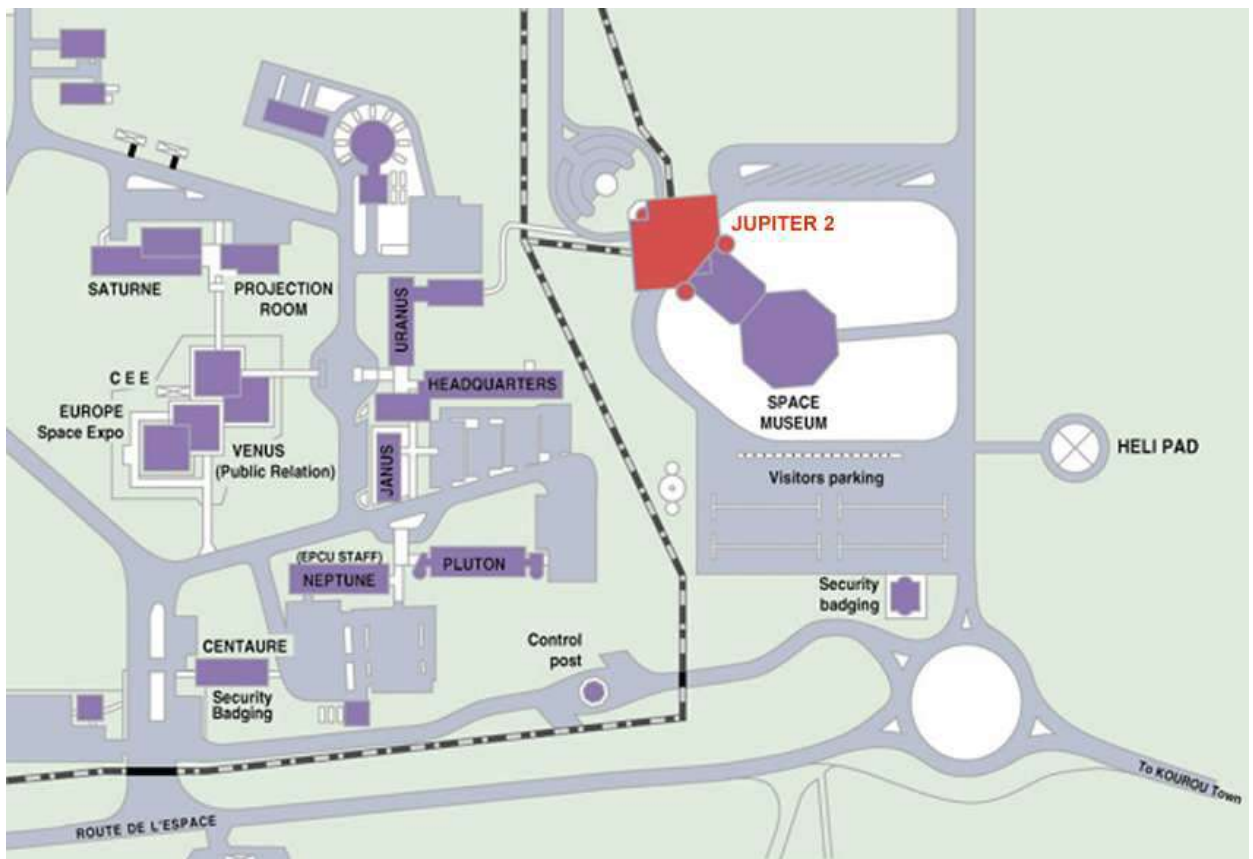 JUPITER 2
SATURNE
PROJECTION
ROOM
URANUS
C E E
HEADQUARTERS
EUROPE
Space Expo
SPACE
MUSEUM
VENUS
(Public Relation)
JANUS
HELI PAD
Visitors parking
(EPCU STAFF)
NEPTUNE
PLUTON
Security
badging
CENTAURE
Control
post
Security
Badging
To KOUROU Town
ROUTE DE L'ESPACE